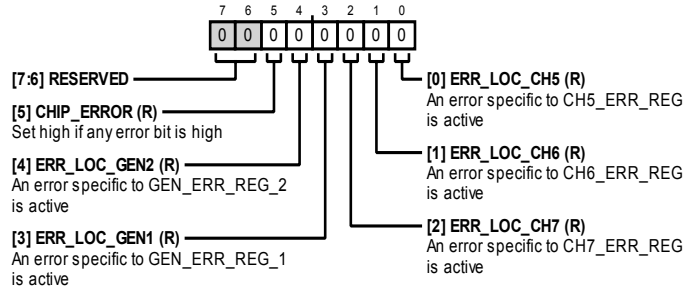 7 6 5 4 3 2 1 0
0 0 0 0 0 0 0 0
[7:6] RESERVED
[5] CHIP_ERROR (R)
Set high if any error bit is high
[4] ERR_LOC_GEN2 (R)
An error specific to GEN_ERR_REG_2
is active
[3] ERR_LOC_GEN1 (R)
An error specific to GEN_ERR_REG_1
is active
[0] ERR_LOC_CH5 (R)
An error specific to CH5_ERR_REG
is active
[1] ERR_LOC_CH6 (R)
An error specific to CH6_ERR_REG
is active
[2] ERR_LOC_CH7 (R)
An error specific to CH7_ERR_REG
is active